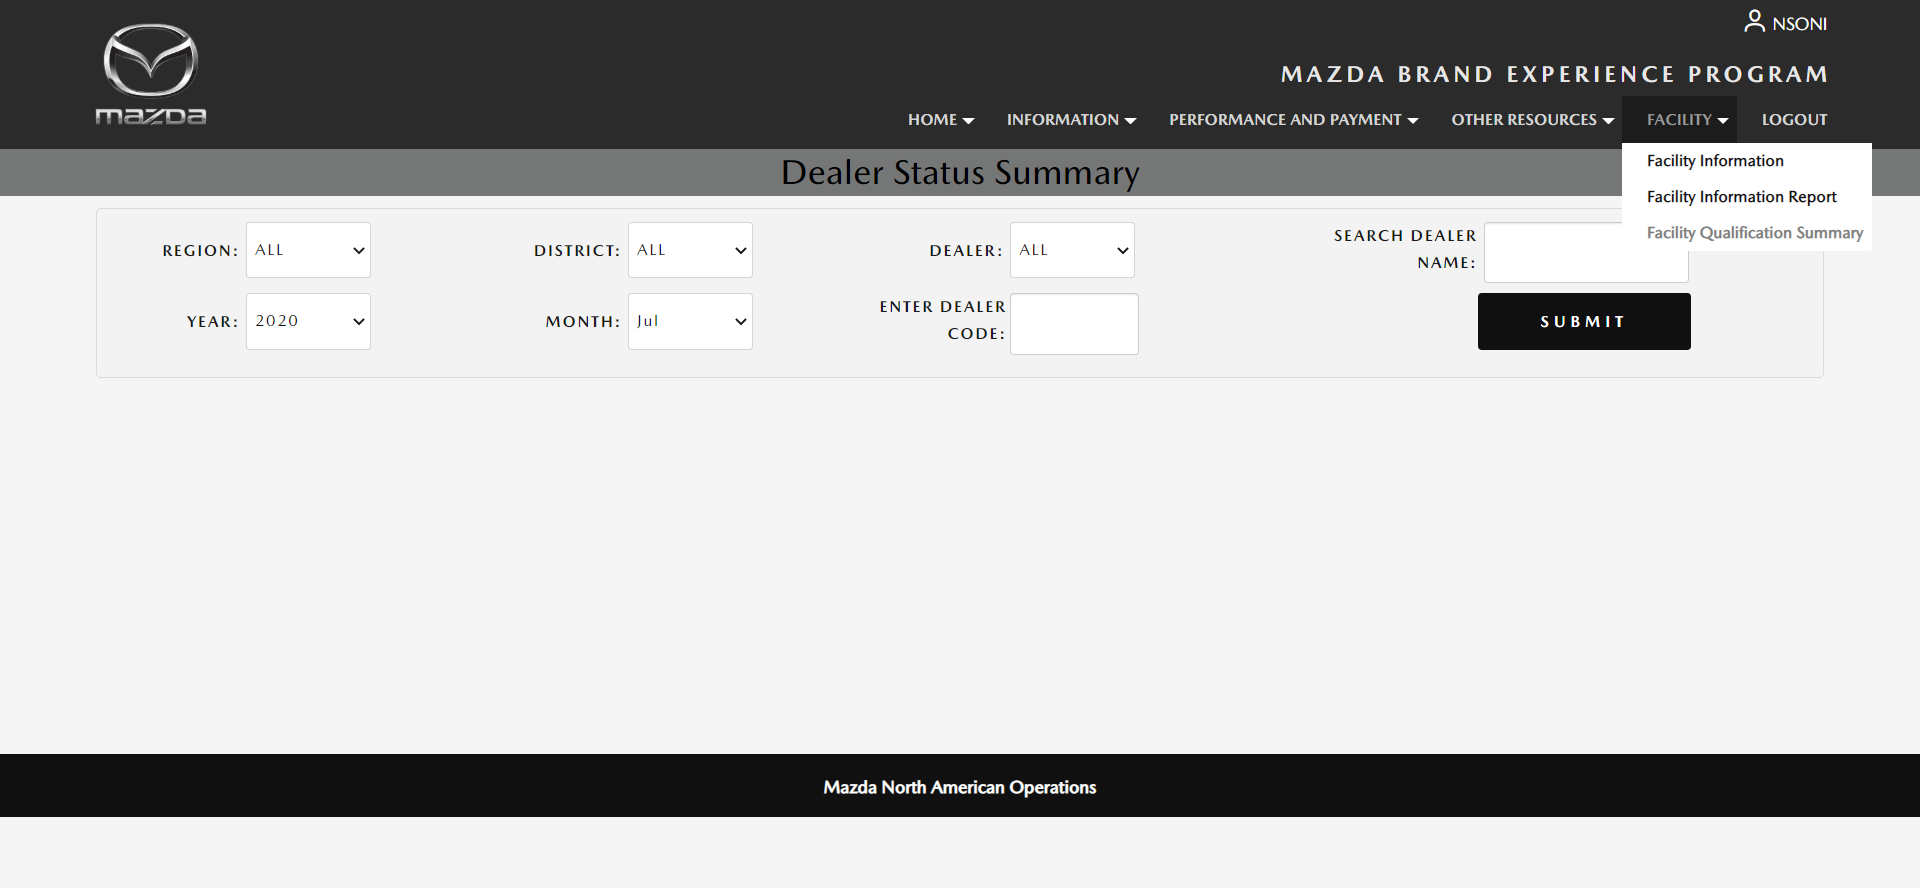 NSONI
mazda
MAZDA BRAND EXPERIENCE PROGRAM
HOME INFORMATION PERFORMANCE AND PAYMENT OTHER RESOURCES FACILITY LOGOUT
Dealer Status Summary
Facility Information
Facility Information Report
Facility Qualification Summary
REGION: ALL DISTRICT: ALL DEALER: ALL SEARCH DEALER
NAME:
YEAR: 2020 MONTH: Jul ENTER DEALER
CODE:
SUBMIT
Mazda North American Operations